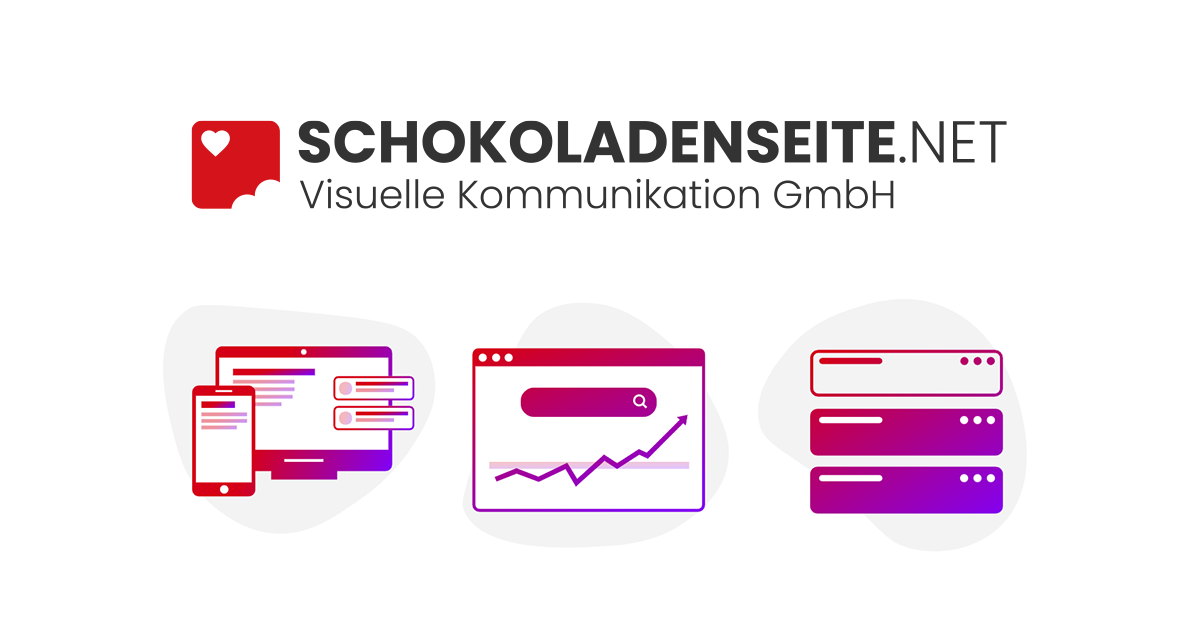 SCHOKOLADENSEITE.NET
Visuelle Kommunikation GmbH